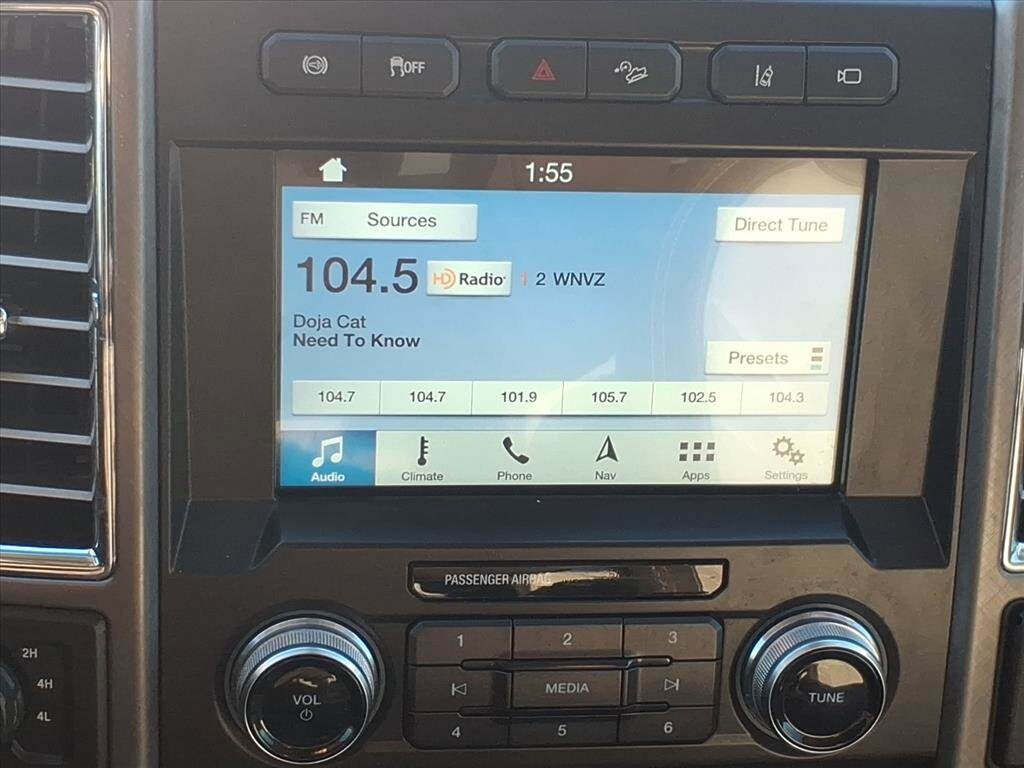 OFF
1:55
FM Sources
Direct Tune
104.5 HD Radio 1 2 WNVZ
Doja Cat
Need To Know
Presets
104.7 104.7 101.9 105.7 102.5 104.3
Audio Climate Phone Nav Apps Settings
PASSENGER AIRBAG
1 2 3
2H
4H
4L
VOL
MEDIA
TUNE
4 5 6